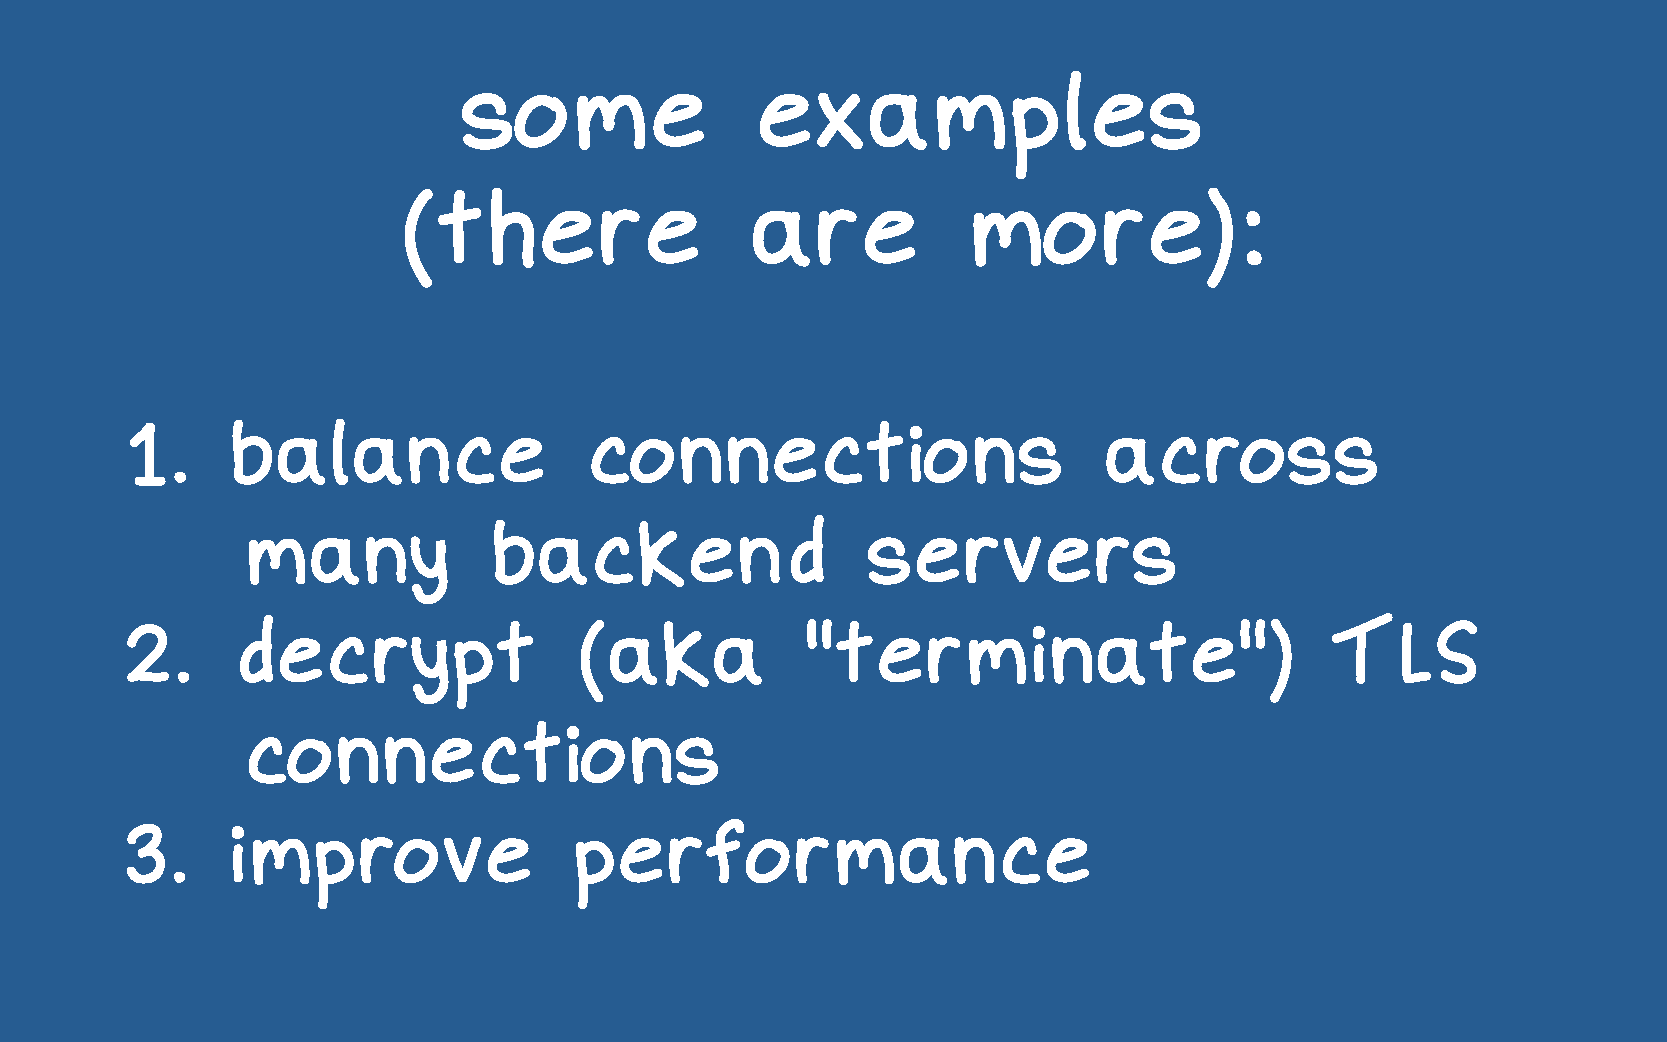 some examples
(there are more):
1. balance connections across
many backend servers
2. decrypt (aka "terminate") TLS
connections
3. improve performance